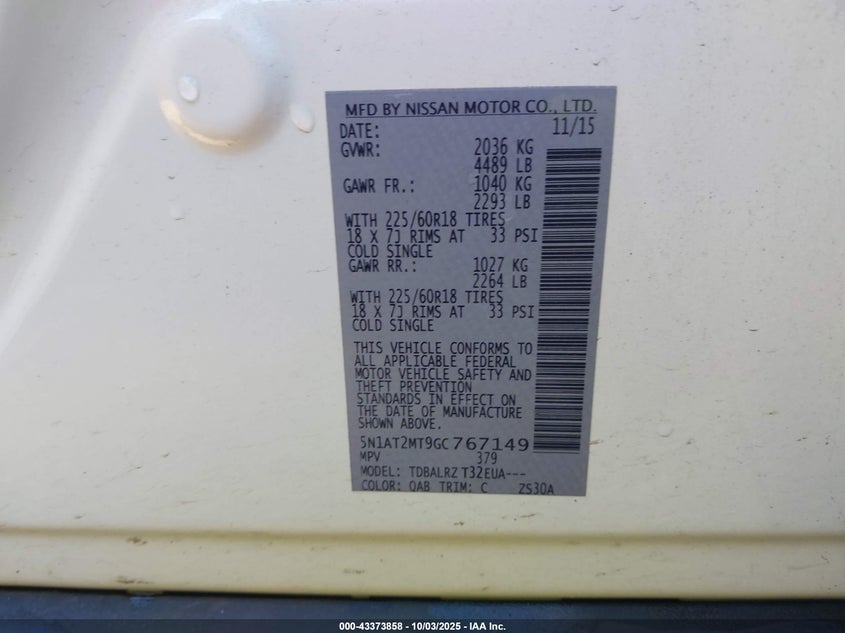 MFD BY NISSAN MOTOR CO., LTD.
DATE: 11/15
GVWR: 2036 KG
4489 LB
GAWR FR.: 1040 KG
2293 LB
WITH 225/60R18 TIRES
18 X 7J RIMS AT 33 PSI
COLD SINGLE
GAWR RR.: 1027 KG
2264 LB
WITH 225/60R18 TIRES
18 X 7J RIMS AT 33 PSI
COLD SINGLE
THIS VEHICLE CONFORMS TO
ALL APPLICABLE FEDERAL
MOTOR VEHICLE SAFETY AND
THEFT PREVENTION
STANDARDS IN EFFECT ON
THE DATE OF MANUFACTURE
SHOWN ABOVE.
5N1AT2MT9GC767149
MPV 379
MODEL: TDBALRZ T32EUA---
COLOR: QAB TRIM: C ZS30A
000-43373858 - 10/03/2025 - IAA Inc.